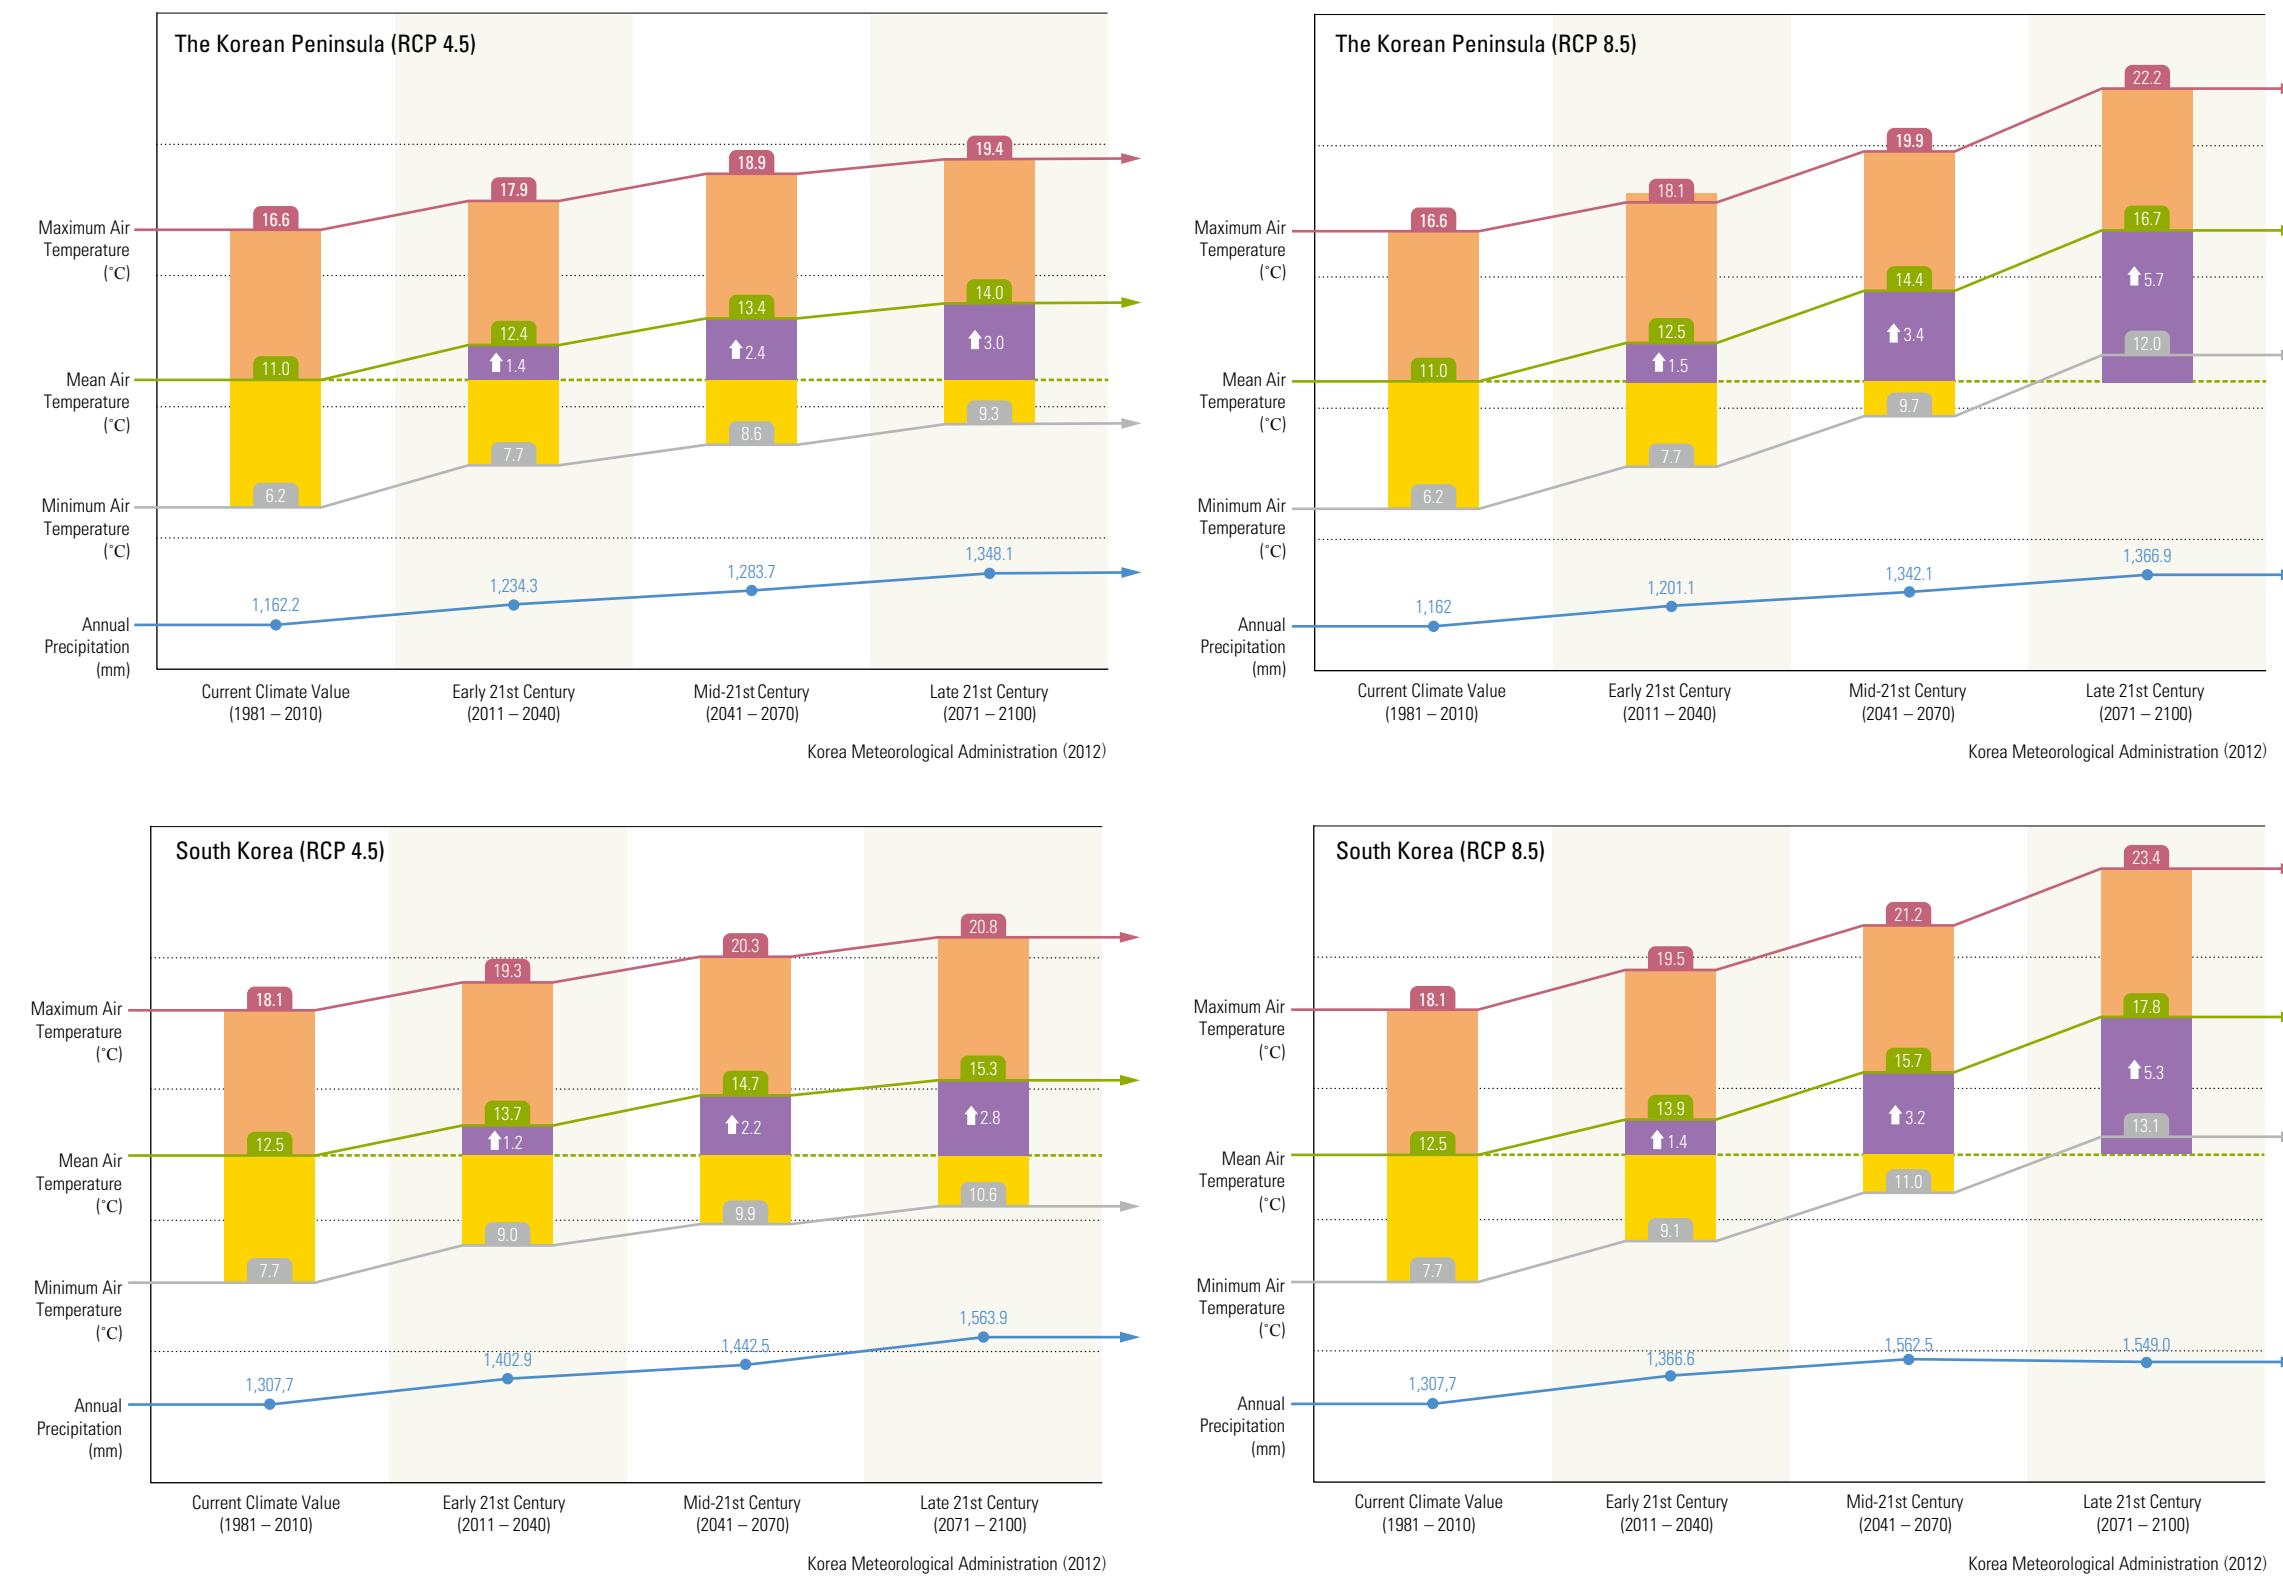 The Korean Peninsula (RCP 4.5)
19.4
18.9
17.9
16.6
Maximum Air
Temperature
(˚C)
14.0
13.4
12.4
11.0
3.0
2.4
1.4
Mean Air
Temperature
(˚C)
9.3
8.6
7.7
6.2
Minimum Air
Temperature
(˚C)
1,348.1
1,283.7
1,234.3
1,162.2
Annual
Precipitation
(mm)
Current Climate Value
(1981 – 2010)
Early 21st Century
(2011 – 2040)
Mid-21st Century
(2041 – 2070)
Late 21st Century
(2071 – 2100)
Korea Meteorological Administration (2012)
The Korean Peninsula (RCP 8.5)
22.2
19.9
18.1
16.6
Maximum Air
Temperature
(˚C)
16.7
14.4
12.5
11.0
5.7
3.4
1.5
Mean Air
Temperature
(˚C)
12.0
9.7
7.7
6.2
Minimum Air
Temperature
(˚C)
1,366.9
1,342.1
1,201.1
1,162
Annual
Precipitation
(mm)
Current Climate Value
(1981 – 2010)
Early 21st Century
(2011 – 2040)
Mid-21st Century
(2041 – 2070)
Late 21st Century
(2071 – 2100)
Korea Meteorological Administration (2012)
South Korea (RCP 4.5)
20.8
20.3
19.3
18.1
Maximum Air
Temperature
(˚C)
15.3
14.7
13.7
12.5
2.8
2.2
1.2
Mean Air
Temperature
(˚C)
10.6
9.9
9.0
7.7
Minimum Air
Temperature
(˚C)
1,563.9
1,442.5
1,402.9
1,307,7
Annual
Precipitation
(mm)
Current Climate Value
(1981 – 2010)
Early 21st Century
(2011 – 2040)
Mid-21st Century
(2041 – 2070)
Late 21st Century
(2071 – 2100)
Korea Meteorological Administration (2012)
South Korea (RCP 8.5)
23.4
21.2
19.5
18.1
Maximum Air
Temperature
(˚C)
17.8
15.7
13.9
12.5
5.3
3.2
1.4
Mean Air
Temperature
(˚C)
13.1
11.0
9.1
7.7
Minimum Air
Temperature
(˚C)
1,549.0
1,562.5
1,366.6
1,307,7
Annual
Precipitation
(mm)
Current Climate Value
(1981 – 2010)
Early 21st Century
(2011 – 2040)
Mid-21st Century
(2041 – 2070)
Late 21st Century
(2071 – 2100)
Korea Meteorological Administration (2012)